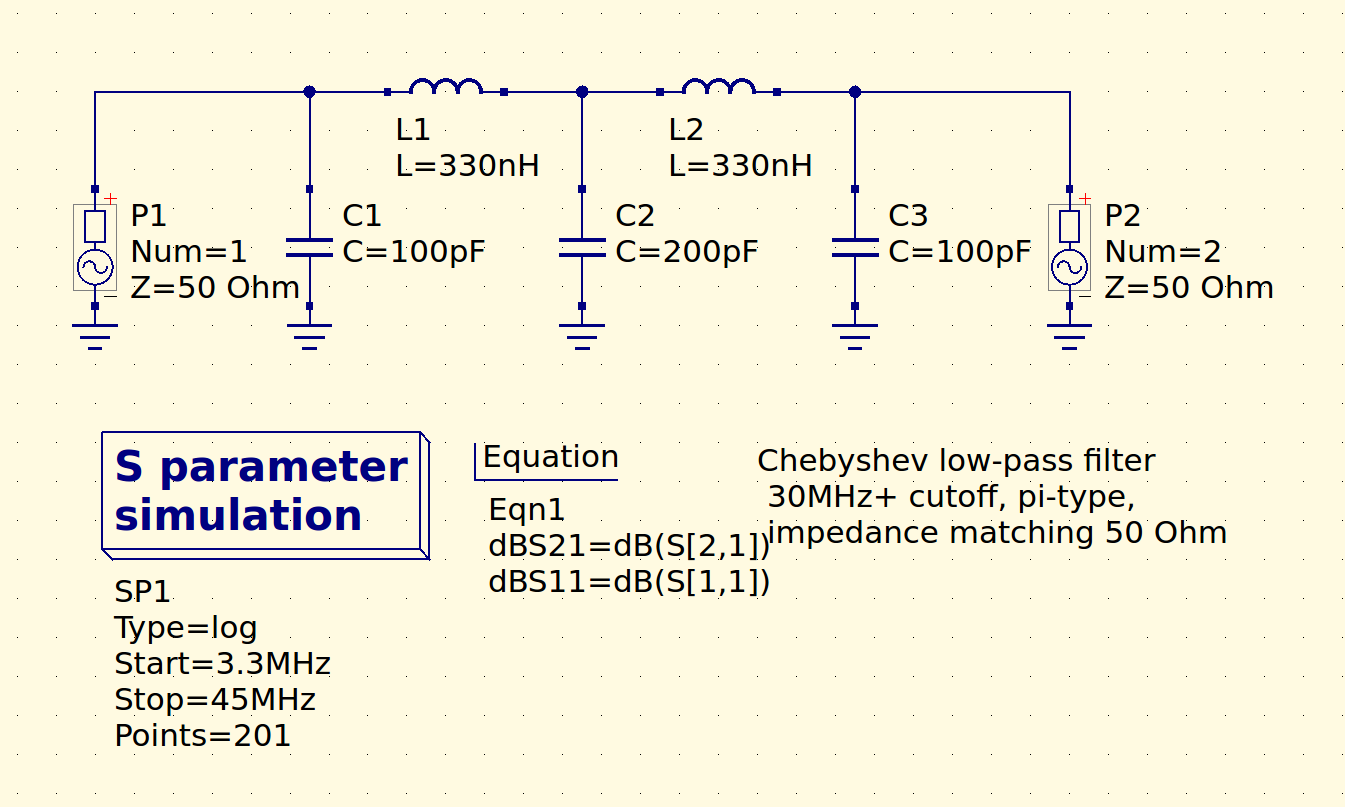 L1
L=330nH
L2
L=330nH
P1
Num=1
Z=50 Ohm
C1
C=100pF
C2
C=200pF
C3
C=100pF
P2
Num=2
Z=50 Ohm
S parameter
simulation
SP1
Type=log
Start=3.3MHz
Stop=45MHz
Points=201
Equation
Eqn1
dBS21=dB(S[2,1])
dBS11=dB(S[1,1])
Chebyshev low-pass filter
30MHz+ cutoff, pi-type,
impedance matching 50 Ohm